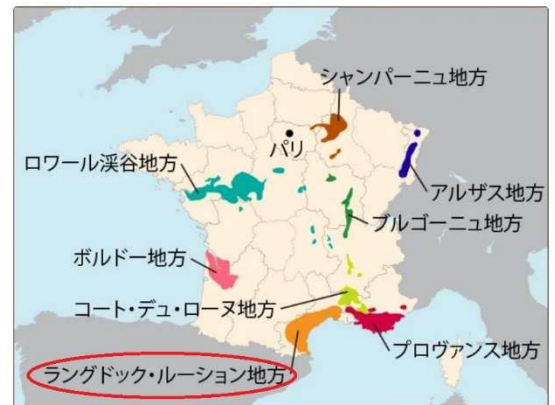 シャンパーニュ地方
パリ
ロワール渓谷地方
アルザス地方
ブルゴーニュ地方
ボルドー地方
コート・デュ・ローヌ地方
プロヴァンス地方
ラングドック・ルーション地方